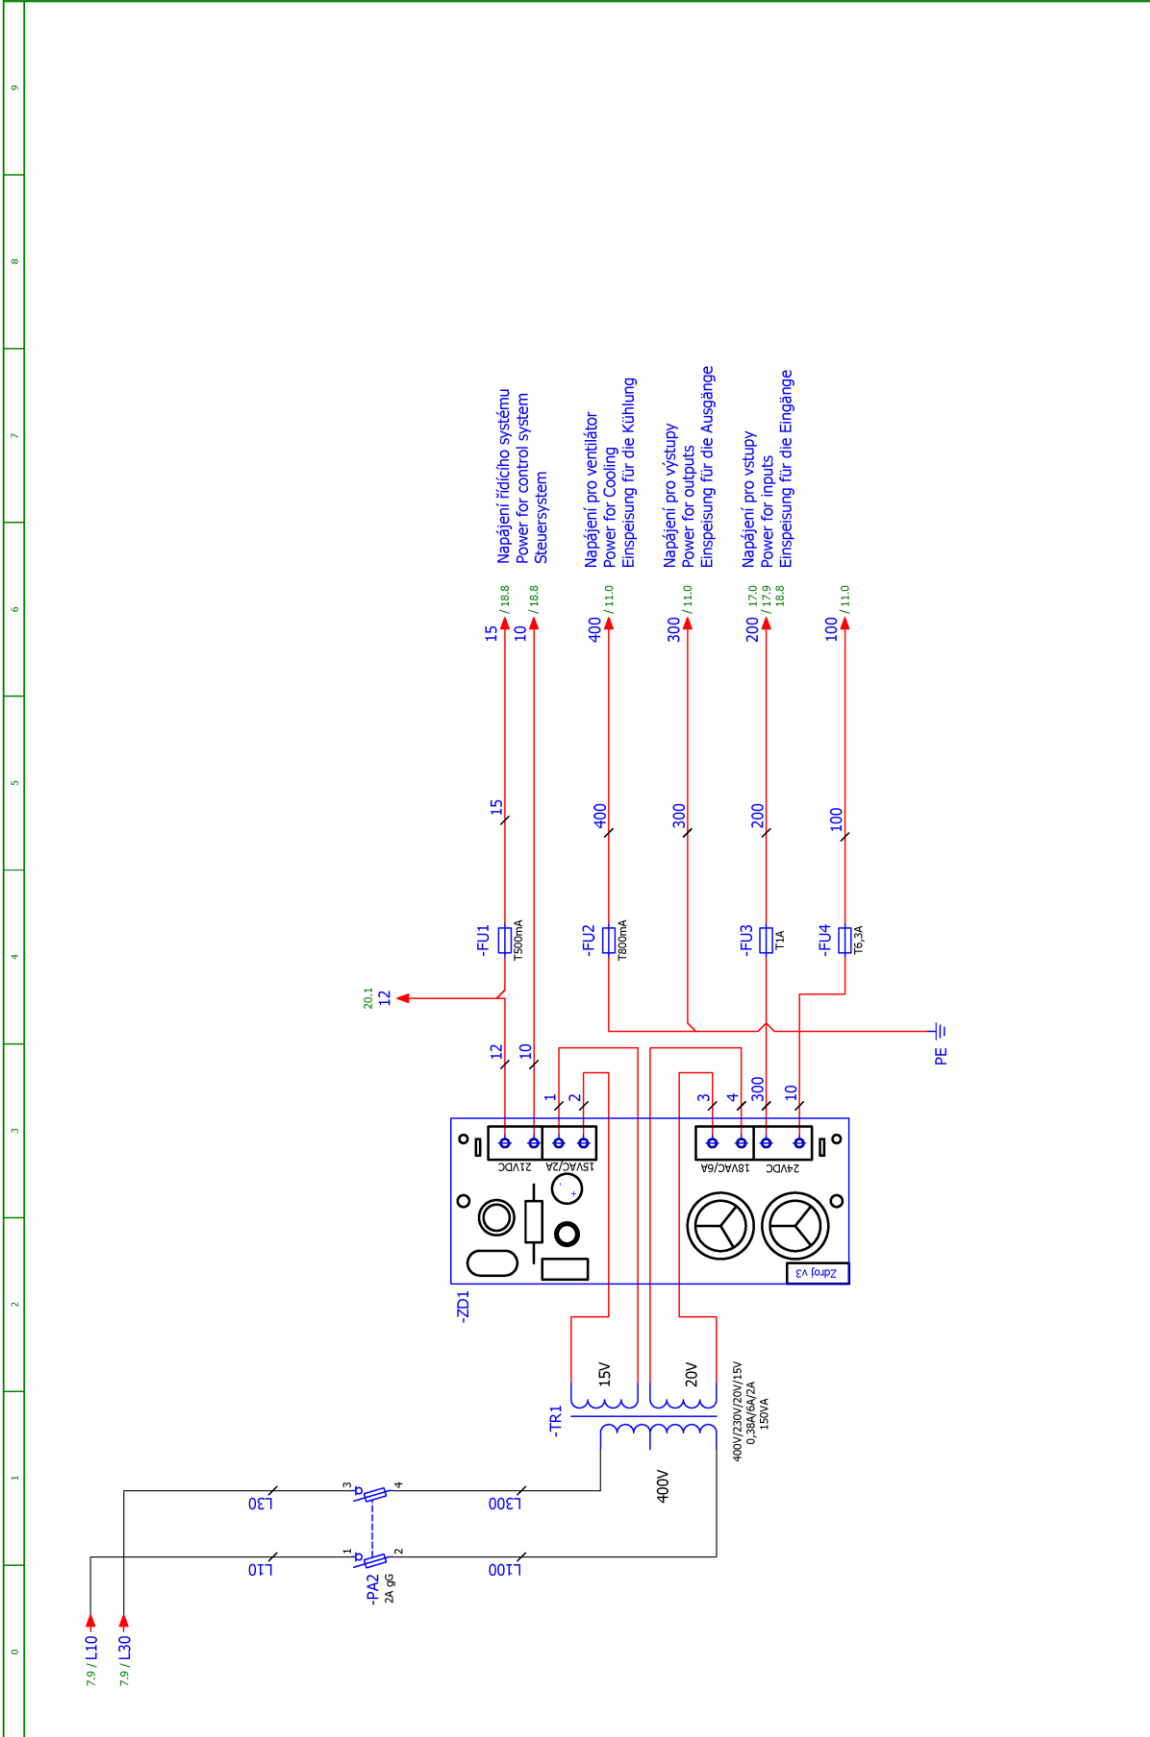 0
1
2
3
4
5
6
7
8
9
7.9 / L10
7.9 / L30
L10
L30
-PA2
2A gG
1
2
3
4
L100
L300
400V
-TR1
15V
20V
400V/230V/20V/15V
0,38A/6A/2A
150VA
-ZD1
Zdroj v3
+
-
21VDC
15VAC/2A
18VAC/6A
24VDC
12
10
1
2
3
4
300
10
20.1
12
PE
-FU1
T500mA
-FU2
T800mA
-FU3
T1A
-FU4
T6,3A
15
400
300
200
100
15
/ 18.8
10
/ 18.8
400
/ 11.0
300
/ 11.0
200
17.0
/ 17.9
18.8
100
/ 11.0
Napájení řídícího systému
Power for control system
Steuersystem
Napájení pro ventilátor
Power for Cooling
Einspeisung für die Kühlung
Napájení pro výstupy
Power for outputs
Einspeisung für die Ausgänge
Napájení pro vstupy
Power for inputs
Einspeisung für die Eingänge